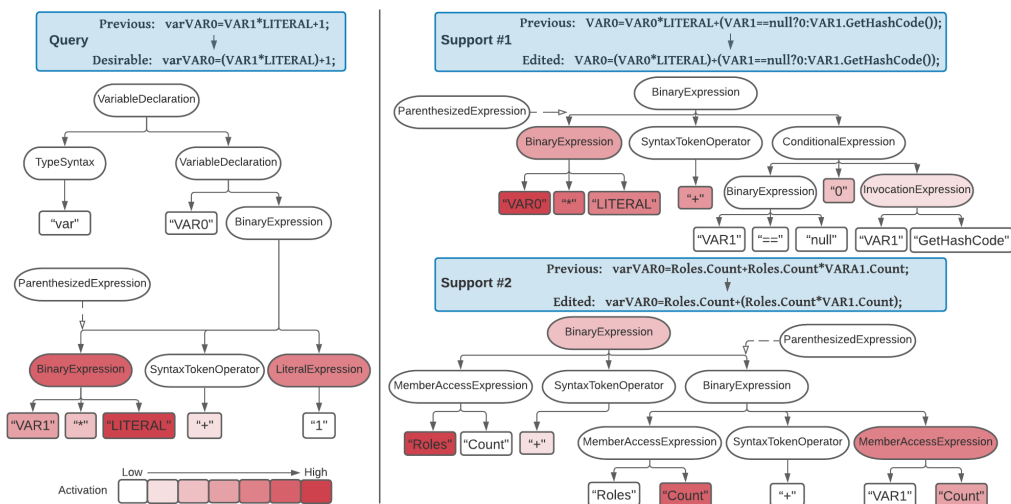 Query
Previous: varVAR0=VAR1*LITERAL+1;
Desirable: varVAR0=(VAR1*LITERAL)+1;
VariableDeclaration
TypeSyntax
VariableDeclaration
"var"
"VAR0"
BinaryExpression
ParenthesizedExpression
BinaryExpression
SyntaxTokenOperator
LiteralExpression
"VAR1"
"*"
"LITERAL"
"+"
"1"
Low
High
Activation
Support #1
Previous: VAR0=VAR0*LITERAL+(VAR1==null?0:VAR1.GetHashCode());
Edited: VAR0=(VAR0*LITERAL)+(VAR1==null?0:VAR1.GetHashCode());
BinaryExpression
ParenthesizedExpression
BinaryExpression
SyntaxTokenOperator
ConditionalExpression
"VAR0"
"*"
"LITERAL"
"+"
BinaryExpression
"0"
InvocationExpression
"VAR1"
"=="
"null"
"VAR1"
"GetHashCode"
Support #2
Previous: varVAR0=Roles.Count+Roles.Count*VARA1.Count;
Edited: varVAR0=Roles.Count+(Roles.Count*VAR1.Count);
BinaryExpression
ParenthesizedExpression
MemberAccessExpression
SyntaxTokenOperator
BinaryExpression
"Roles"
"Count"
"+"
MemberAccessExpression
SyntaxTokenOperator
MemberAccessExpression
"Roles"
"Count"
"+"
"VAR1"
"Count"